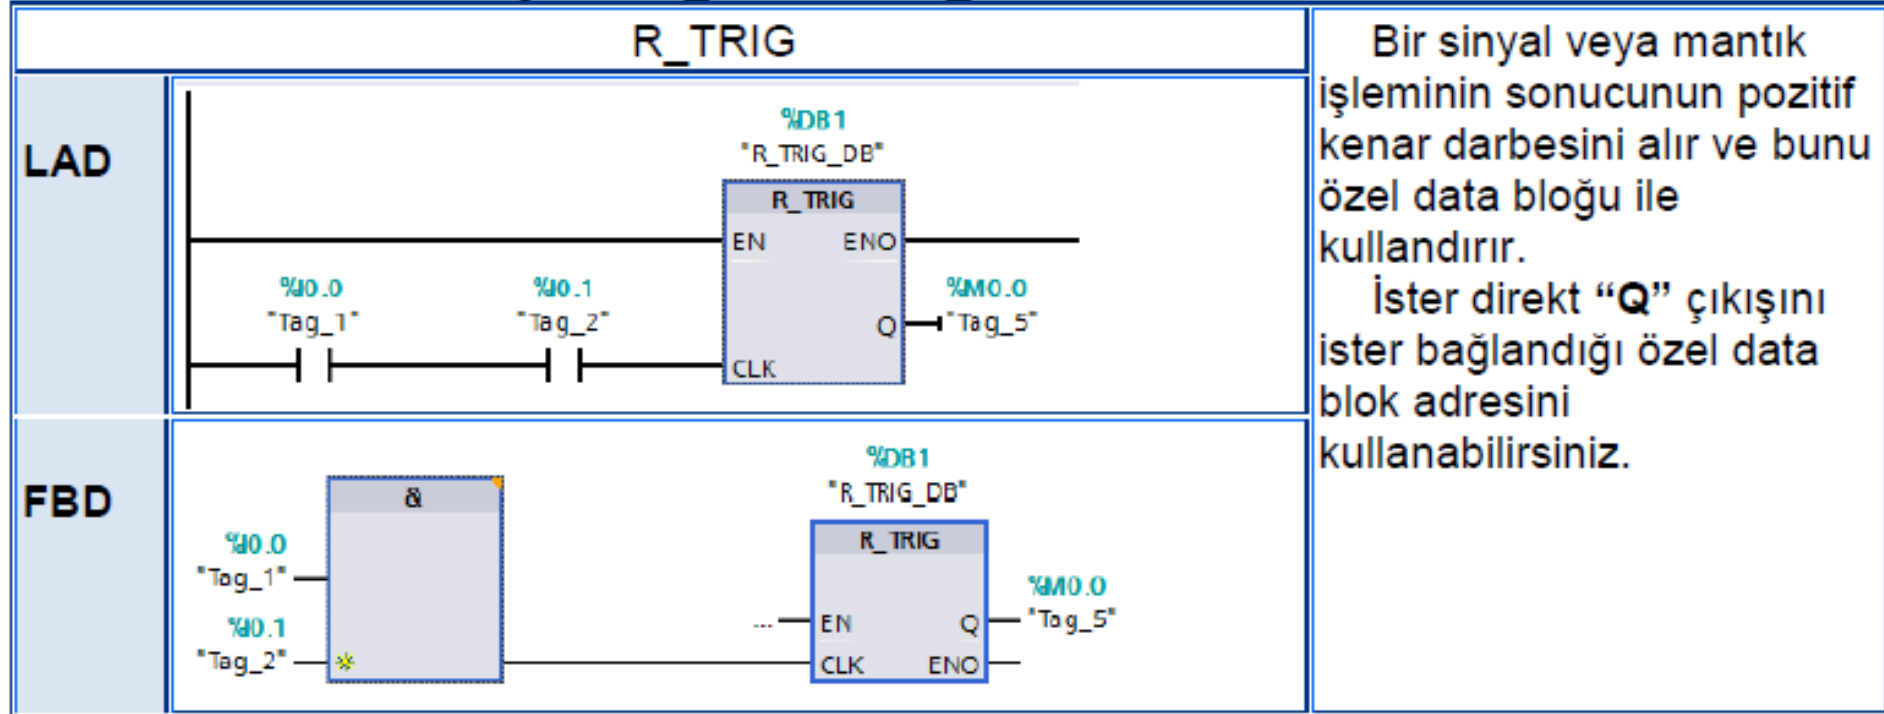 R_TRIG
LAD
%DB1
"R_TRIG_DB"
R_TRIG
EN ENO
%I0.0 %I0.1 %M0.0
"Tag_1" "Tag_2" Q "Tag_5"
CLK
FBD
%DB1
& "R_TRIG_DB"
R_TRIG
%I0.0
"Tag_1" %M0.0
%I0.1 ... EN Q "Tag_5"
"Tag_2" CLK ENO
Bir sinyal veya mantık
işleminin sonucunun pozitif
kenar darbesini alır ve bunu
özel data bloğu ile
kullandırır.
İster direkt “Q” çıkışını
ister bağlandığı özel data
blok adresini
kullanabilirsiniz.